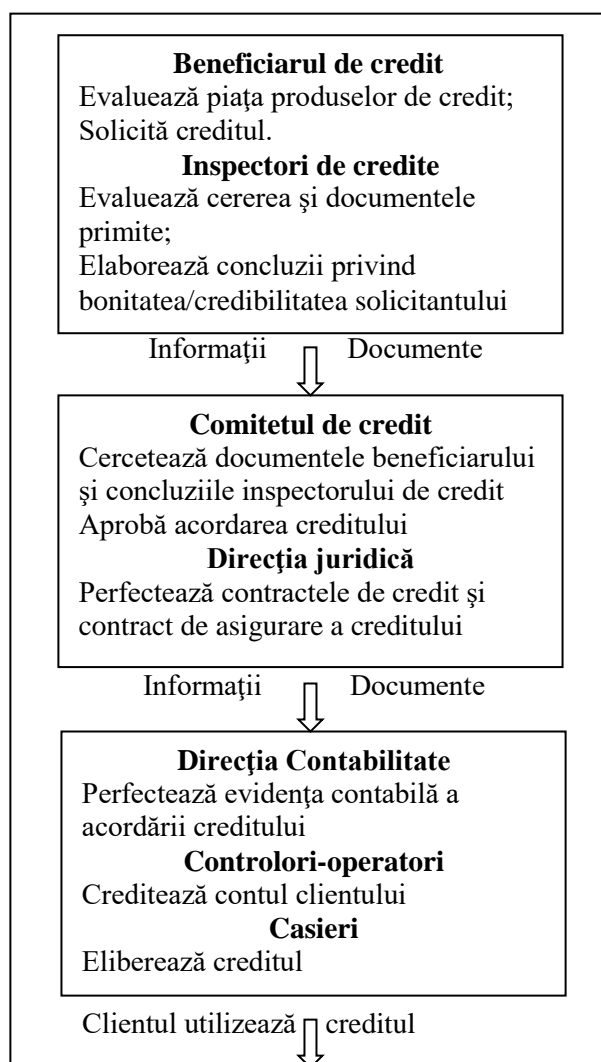 Beneficiarul de credit
Evaluează piaţa produselor de credit;
Solicită creditul.
Inspectori de credite
Evaluează cererea şi documentele
primite;
Elaborează concluzii privind
bonitatea/credibilitatea solicitantului
Informaţii Documente
Comitetul de credit
Cercetează documentele beneficiarului
şi concluziile inspectorului de credit
Aprobă acordarea creditului
Direcţia juridică
Perfectează contractele de credit şi
contract de asigurare a creditului
Informaţii Documente
Direcţia Contabilitate
Perfectează evidenţa contabilă a
acordării creditului
Controlori-operatori
Creditează contul clientului
Casieri
Eliberează creditul
Clientul utilizează creditul